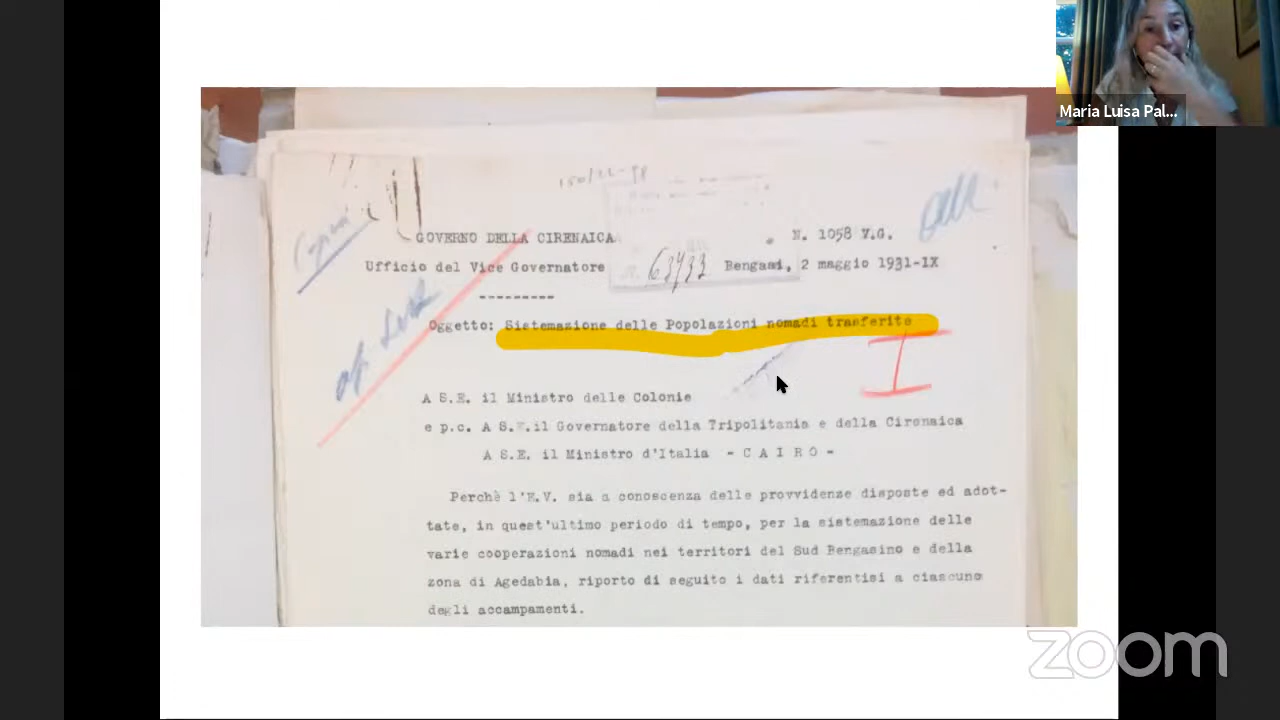 Maria Luisa Pal...
GOVERNO DELLA CIRENAICA
N. 1058 V.G.
Ufficio del Vice Governatore
63733
Bengasi, 2 maggio 1931-IX
----------
Oggetto: Sistemazione delle Popolazioni nomadi trasferite
I
A S.E. il Ministro delle Colonie
e p.c. A S.E.il Governatore della Tripolitania e della Cirenaica
A S.E. il Ministro d'Italia - C A I R O -
Perchè l'E.V. sia a conoscenza delle provvidenze disposte ed adot-
tate, in quest'ultimo periodo di tempo, per la sistemazione delle
varie cooperazioni nomadi nei territori del Sud Bengasino e della
zona di Agedabia, riporto di seguito i dati riferentisi a ciascuno
degli accampamenti.
zoom